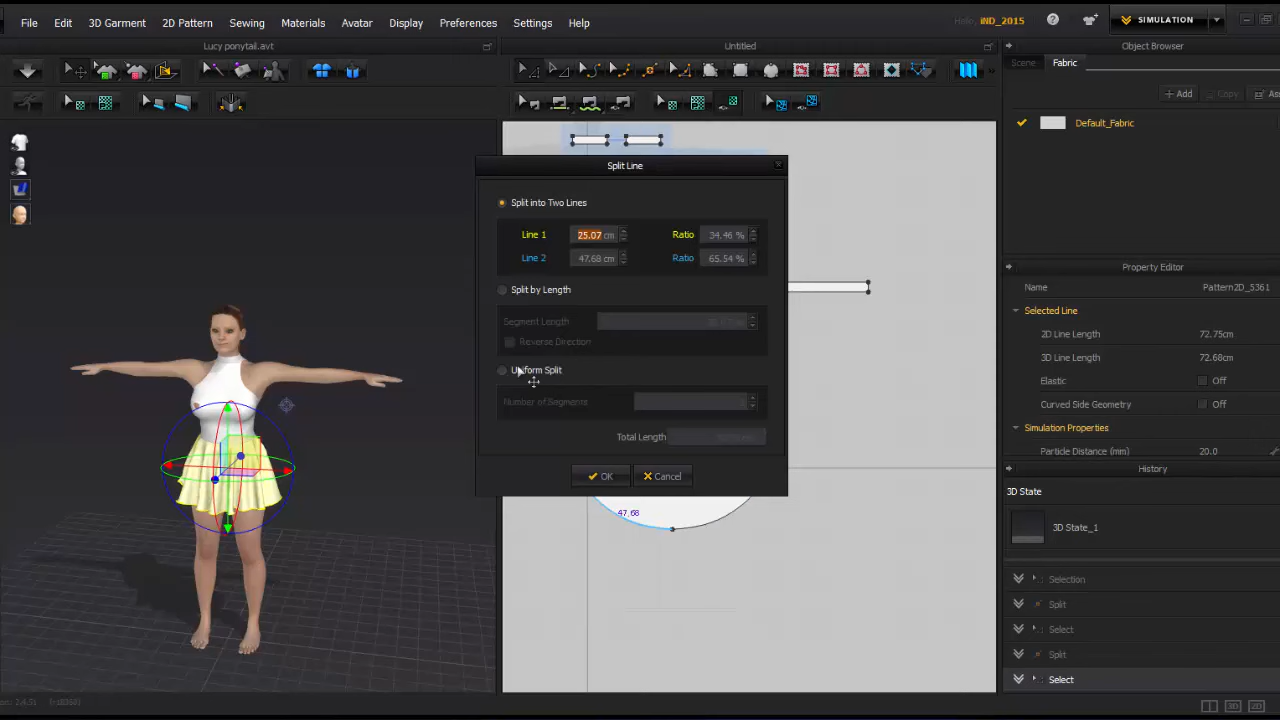 File Edit 3D Garment 2D Pattern Sewing Materials Avatar Display Preferences Settings Help
Hello, iND_2015
SIMULATION
Lucy ponytail.avt
Untitled
Object Browser
Scene Fabric
+ Add Copy
Default_Fabric
Split Line
Split into Two Lines
Line 1 25.07 cm Ratio 34.46 %
Line 2 47.68 cm Ratio 65.54 %
Split by Length
Segment Length
Reverse Direction
Uniform Split
Number of Segments
Total Length
OK Cancel
47.68
Property Editor
Name Pattern2D_5361
Selected Line
2D Line Length 72.75cm
3D Line Length 72.68cm
Elastic Off
Curved Side Geometry Off
Simulation Properties
Particle Distance (mm) 20.0
History
3D State
3D State_1
Selection
Split
Select
Split
Select
3D 2D